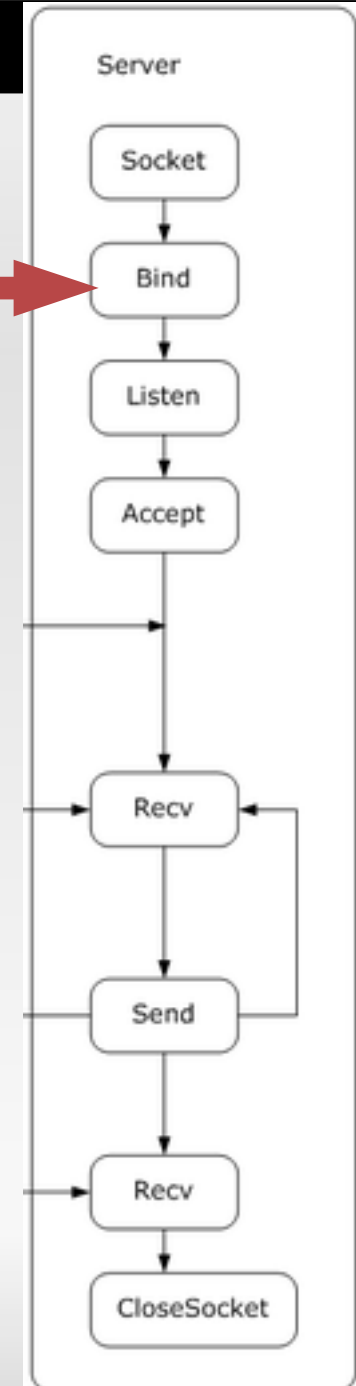 Server
Socket
Bind
Listen
Accept
Recv
Send
Recv
CloseSocket